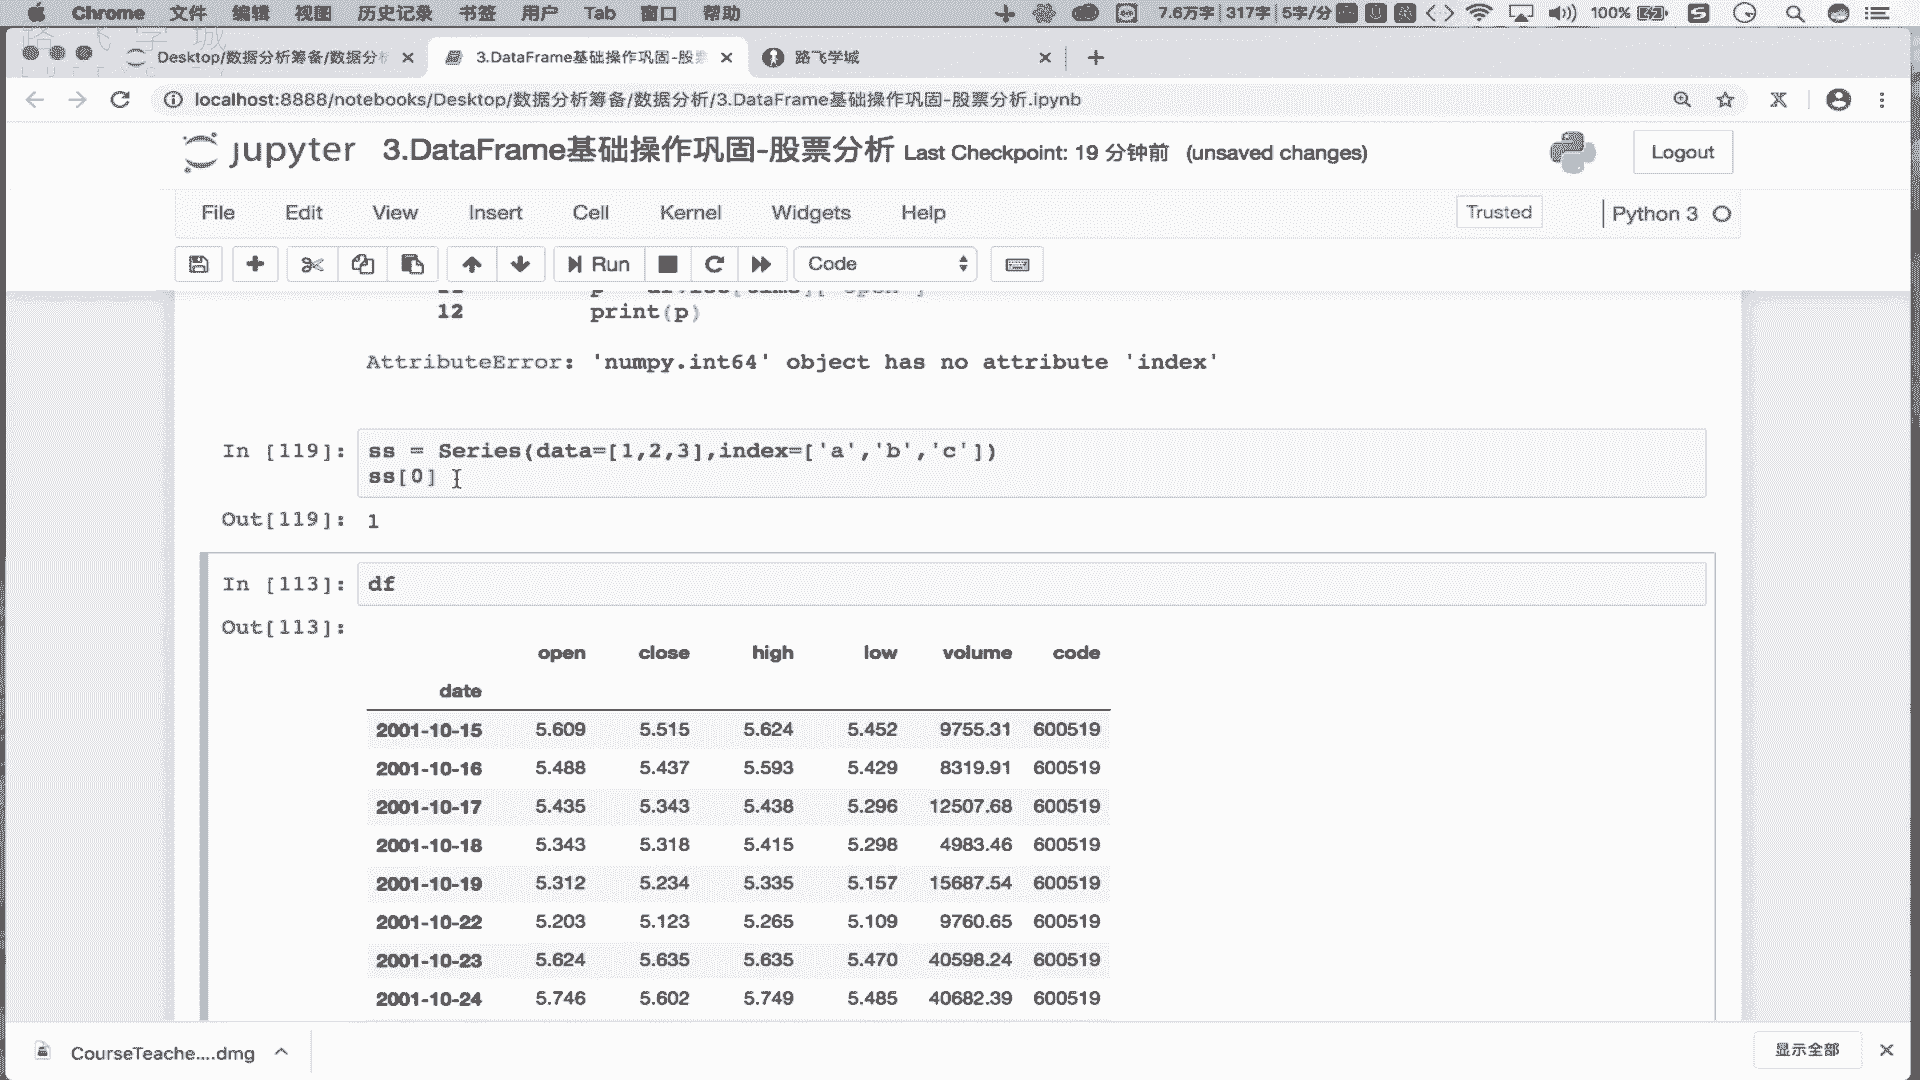 Chrome 文件 编辑 视图 历史记录 书签 用户 Tab 窗口 帮助 7.6万字 317字 5字/分 100%
Desktop/数据分析筹备/数据分析 3.DataFrame基础操作巩固-股 路飞学城
localhost:8888/notebooks/Desktop/数据分析筹备/数据分析/3.DataFrame基础操作巩固-股票分析.ipynb
jupyter 3.DataFrame基础操作巩固-股票分析 Last Checkpoint: 19 分钟前 (unsaved changes) Logout
File Edit View Insert Cell Kernel Widgets Help Trusted Python 3
Run Code
12 print(p)
AttributeError: 'numpy.int64' object has no attribute 'index'
In [119]: ss = Series(data=[1,2,3],index=['a','b','c'])
ss[0]
Out[119]: 1
In [113]: df
Out[113]:
open close high low volume code
date
2001-10-15 5.609 5.515 5.624 5.452 9755.31 600519
2001-10-16 5.488 5.437 5.593 5.429 8319.91 600519
2001-10-17 5.435 5.343 5.438 5.296 12507.68 600519
2001-10-18 5.343 5.318 5.415 5.298 4983.46 600519
2001-10-19 5.312 5.234 5.335 5.157 15687.54 600519
2001-10-22 5.203 5.123 5.265 5.109 9760.65 600519
2001-10-23 5.624 5.635 5.635 5.470 40598.24 600519
2001-10-24 5.746 5.602 5.749 5.485 40682.39 600519
CourseTeache....dmg 显示全部